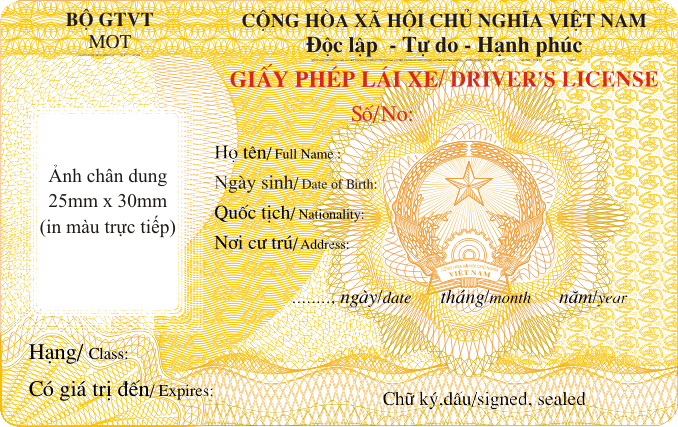 BỘ GTVT
MOT
CỘNG HÒA XÃ HỘI CHỦ NGHĨA VIỆT NAM
Độc lập - Tự do - Hạnh phúc
GIẤY PHÉP LÁI XE/ DRIVER'S LICENSE
Số/No:
Ảnh chân dung
25mm x 30mm
(in màu trực tiếp)
Họ tên/ Full Name :
Ngày sinh/ Date of Birth:
Quốc tịch/ Nationality:
Nơi cư trú/ Address:
VIỆT NAM
........, ngày/date tháng/month năm/year
Hạng/ Class:
Có giá trị đến/ Expires:
Chữ ký.dâu/signed, sealed